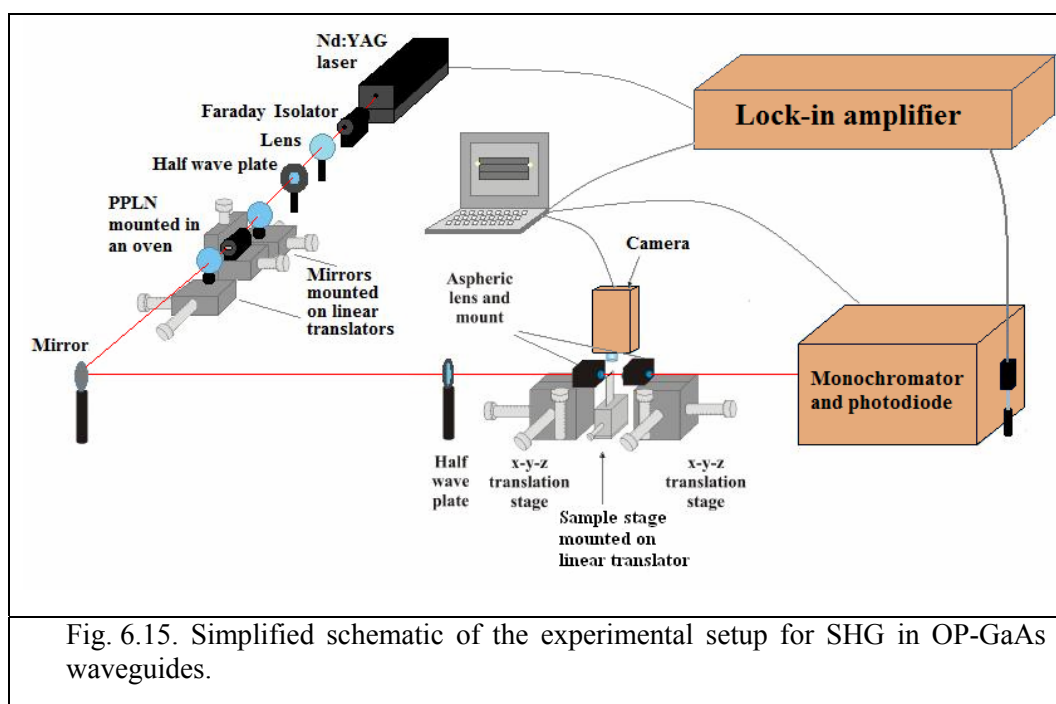 Nd:YAG
laser
Faraday Isolator
Lens
Half wave plate
PPLN
mounted in
an oven
Mirrors
mounted
on linear
translators
Mirror
Lock-in amplifier
Camera
Aspheric
lens and
mount
Monochromator
and photodiode
Half
wave
plate
x-y-z
translation
stage
Sample stage
mounted on
linear translator
x-y-z
translation
stage
Fig. 6.15. Simplified schematic of the experimental setup for SHG in OP-GaAs
waveguides.